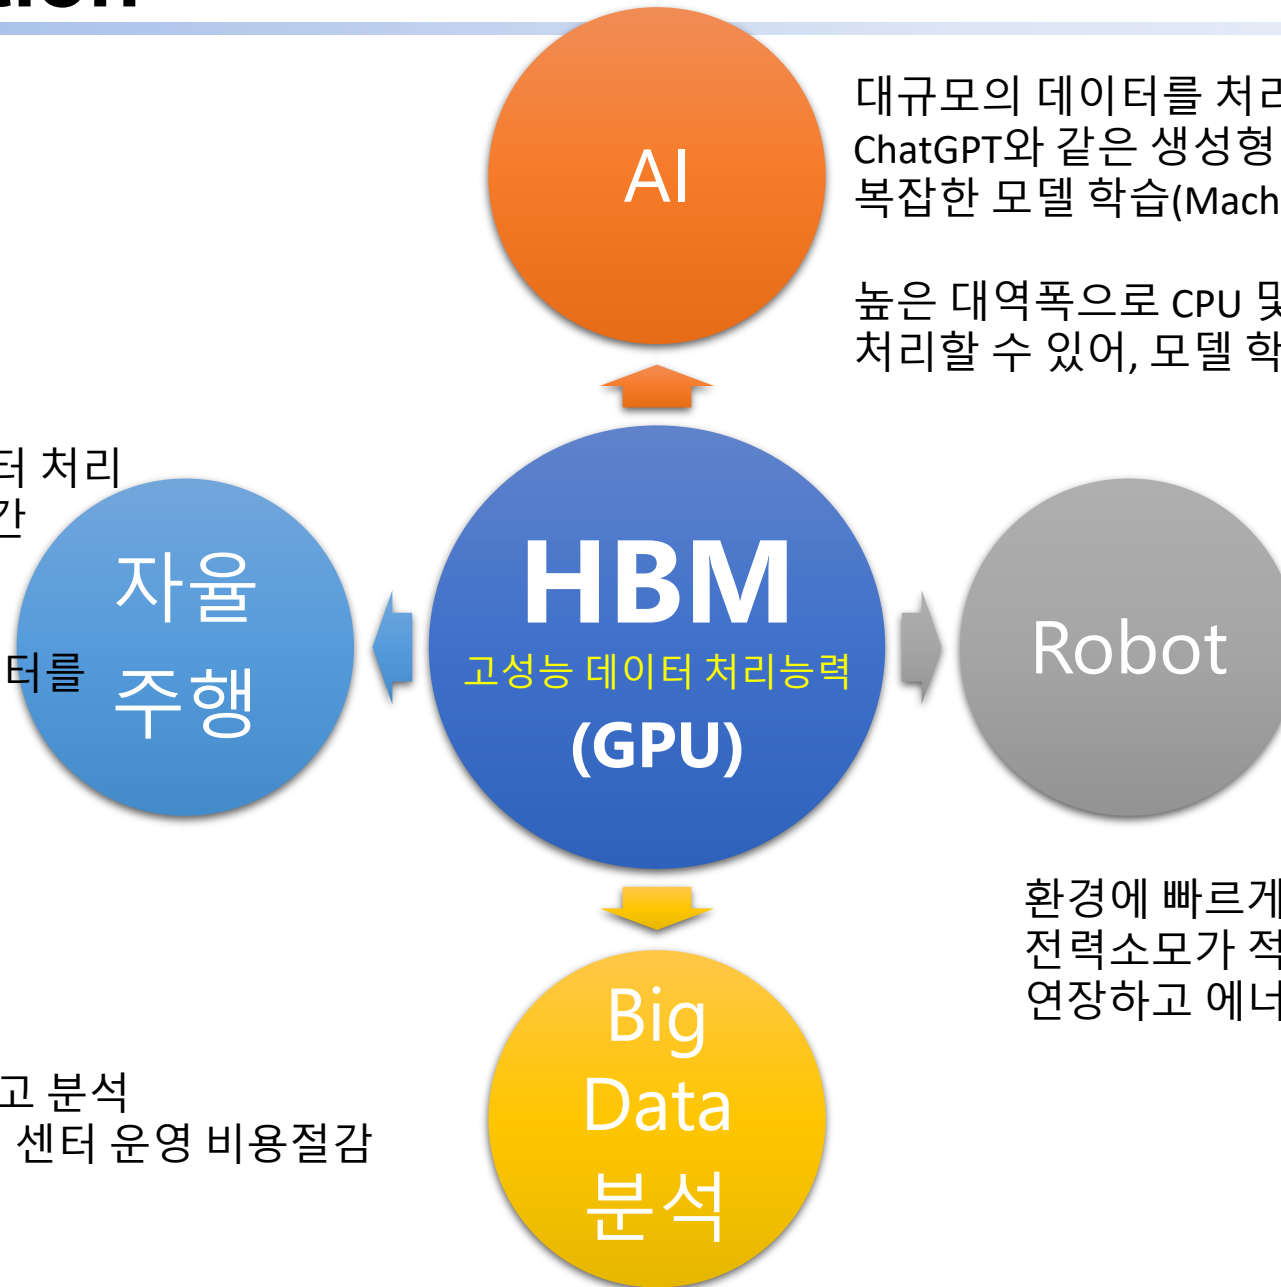 AI
대규모의 데이터를 처리
ChatGPT와 같은 생성형
복잡한 모델 학습(Mach
높은 대역폭으로 CPU 및
처리할 수 있어, 모델 학
터 처리
간
자율
주행
터를
HBM
고성능 데이터 처리능력
(GPU)
Robot
환경에 빠르게
전력소모가 적
연장하고 에너
Big
Data
분석
고 분석
센터 운영 비용절감